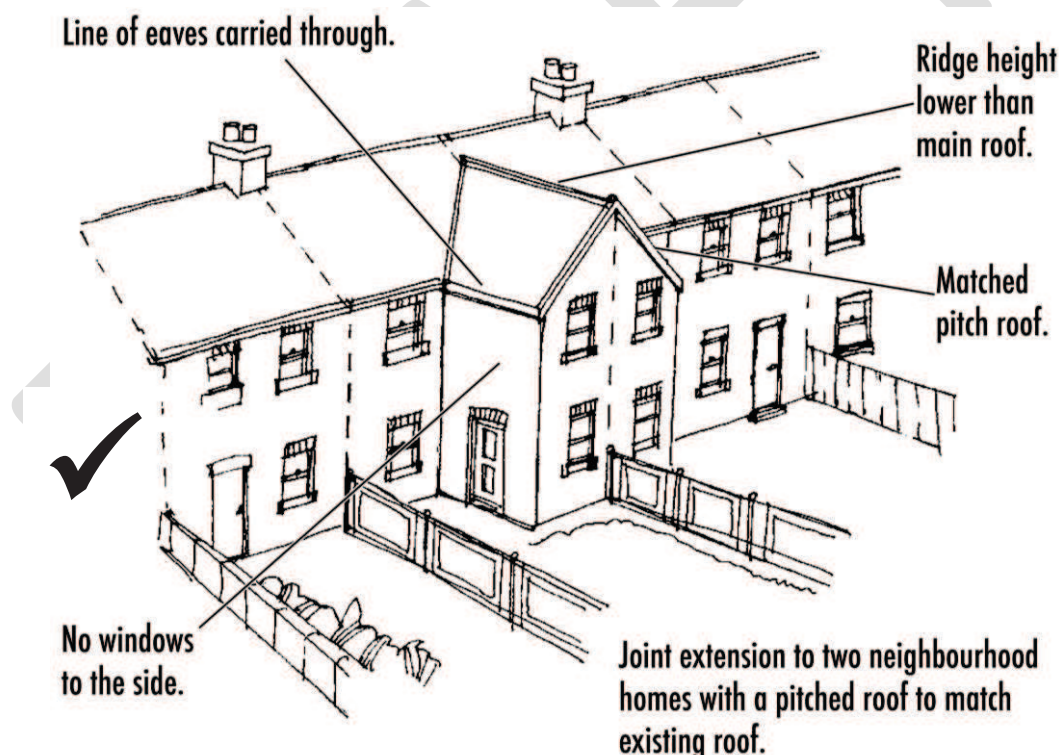 Line of eaves carried through.
Ridge height
lower than
main roof.
Matched
pitch roof.
No windows
to the side.
Joint extension to two neighbourhood
homes with a pitched roof to match
existing roof.